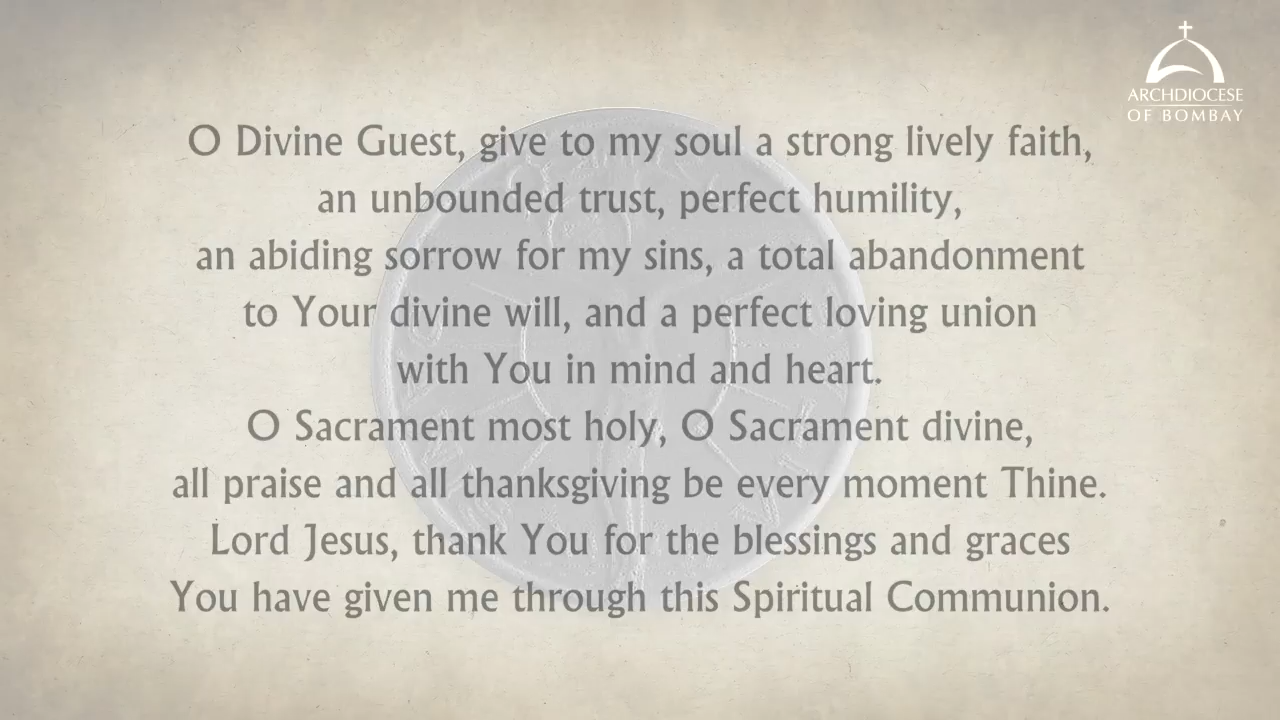 ARCHDIOCESE
OF BOMBAY
O Divine Guest, give to my soul a strong lively faith,
an unbounded trust, perfect humility,
an abiding sorrow for my sins, a total abandonment
to Your divine will, and a perfect loving union
with You in mind and heart.
O Sacrament most holy, O Sacrament divine,
all praise and all thanksgiving be every moment Thine.
Lord Jesus, thank You for the blessings and graces
You have given me through this Spiritual Communion.